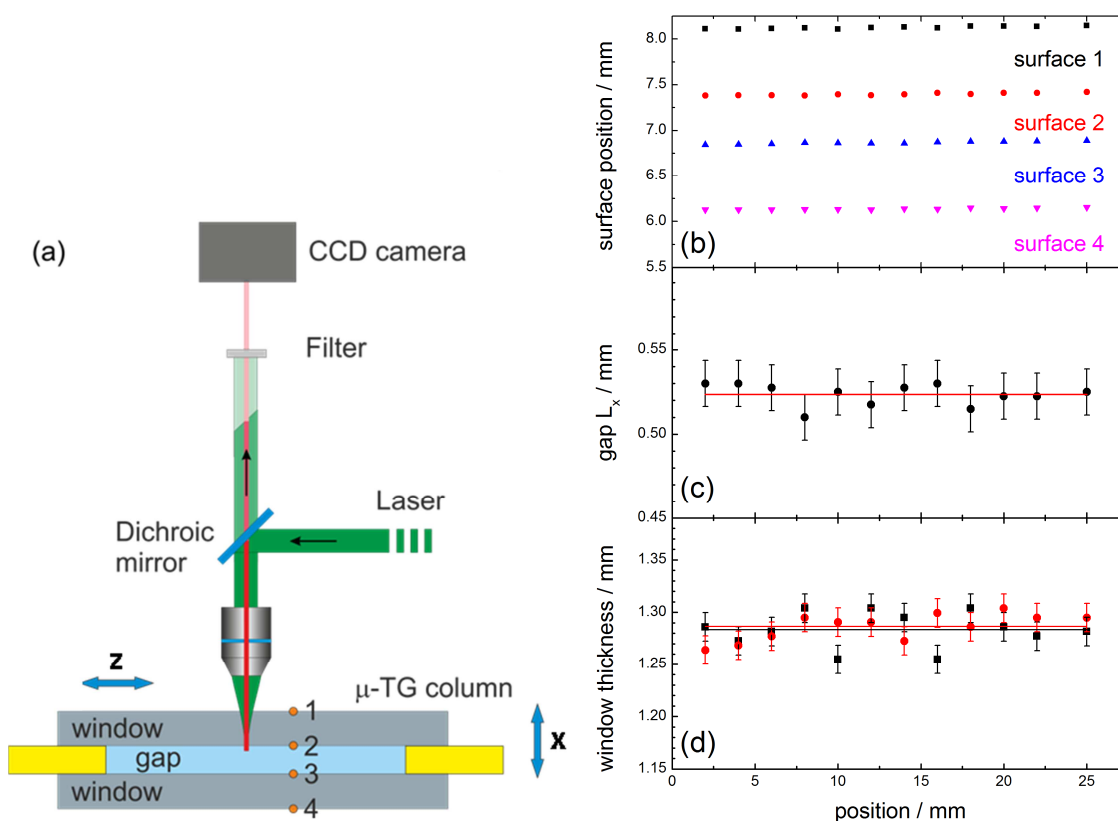 (a)
CCD camera
Filter
Laser
Dichroic
mirror
z
μ-TG column
x
window
gap
window
1
2
3
4
surface position / mm
8.0
7.5
7.0
6.5
6.0
5.5
surface 1
surface 2
surface 3
surface 4
(b)
gap Lx / mm
0.55
0.50
0.45
(c)
window thickness / mm
1.35
1.30
1.25
1.20
1.15
(d)
0 5 10 15 20 25
position / mm